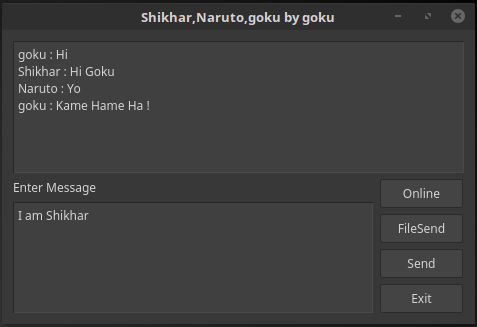 Shikhar,Naruto,goku by goku
goku : Hi
Shikhar : Hi Goku
Naruto : Yo
goku : Kame Hame Ha !
Enter Message
I am Shikhar
Online
FileSend
Send
Exit